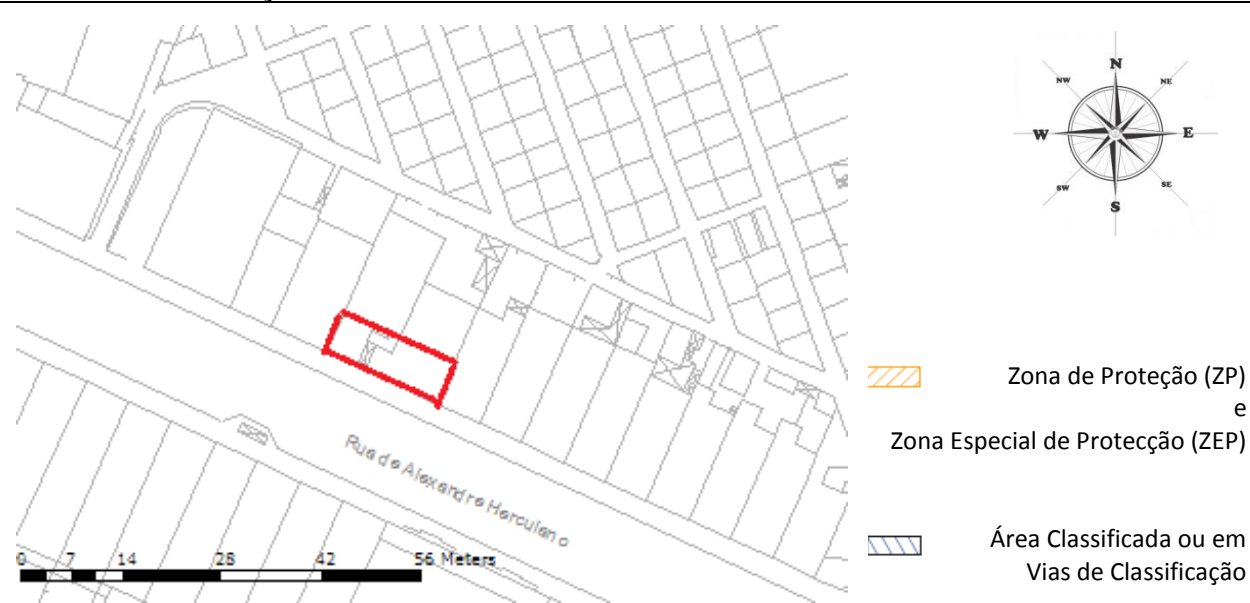 N
NW
NE
W
E
SW
SE
S
Rua de Alexandre Herculano
0 7 14 28 42 56 Meters
Zona de Proteção (ZP)
e
Zona Especial de Protecção (ZEP)
Área Classificada ou em
Vias de Classificação